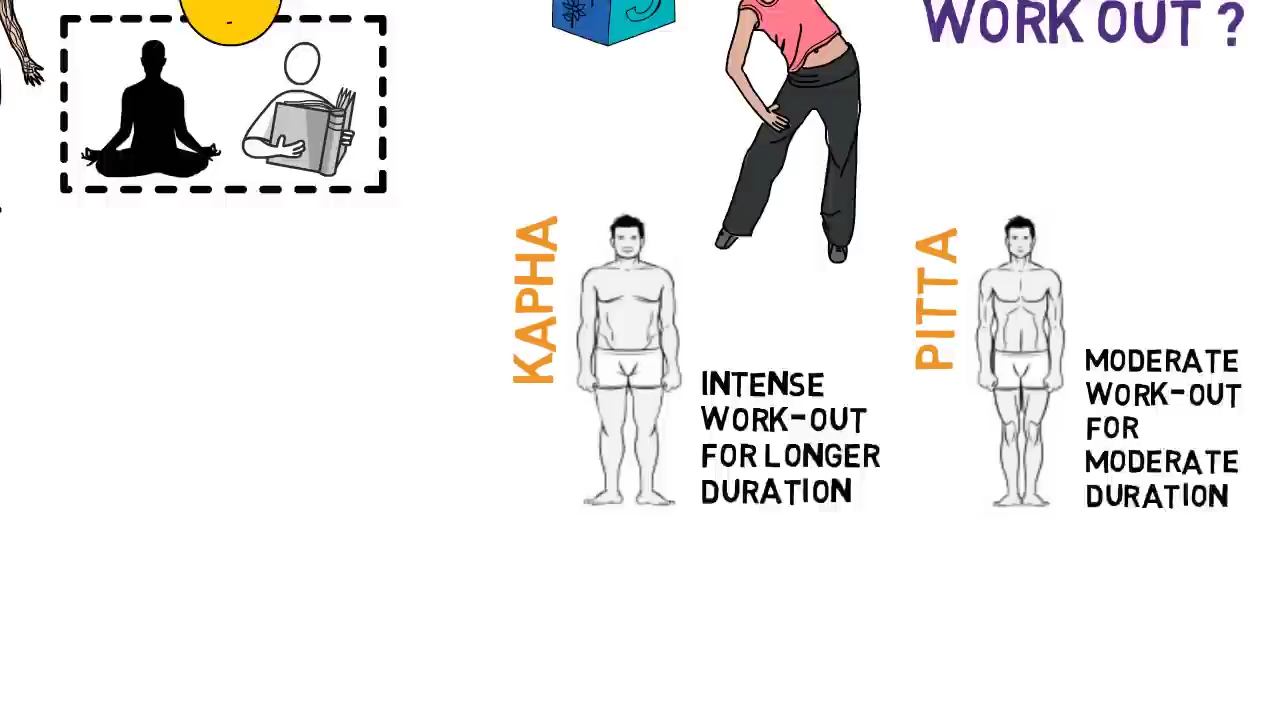 WORK OUT ?
KAPHA
INTENSE
WORK-OUT
FOR LONGER
DURATION
PITTA
MODERATE
WORK-OUT
FOR
MODERATE
DURATION